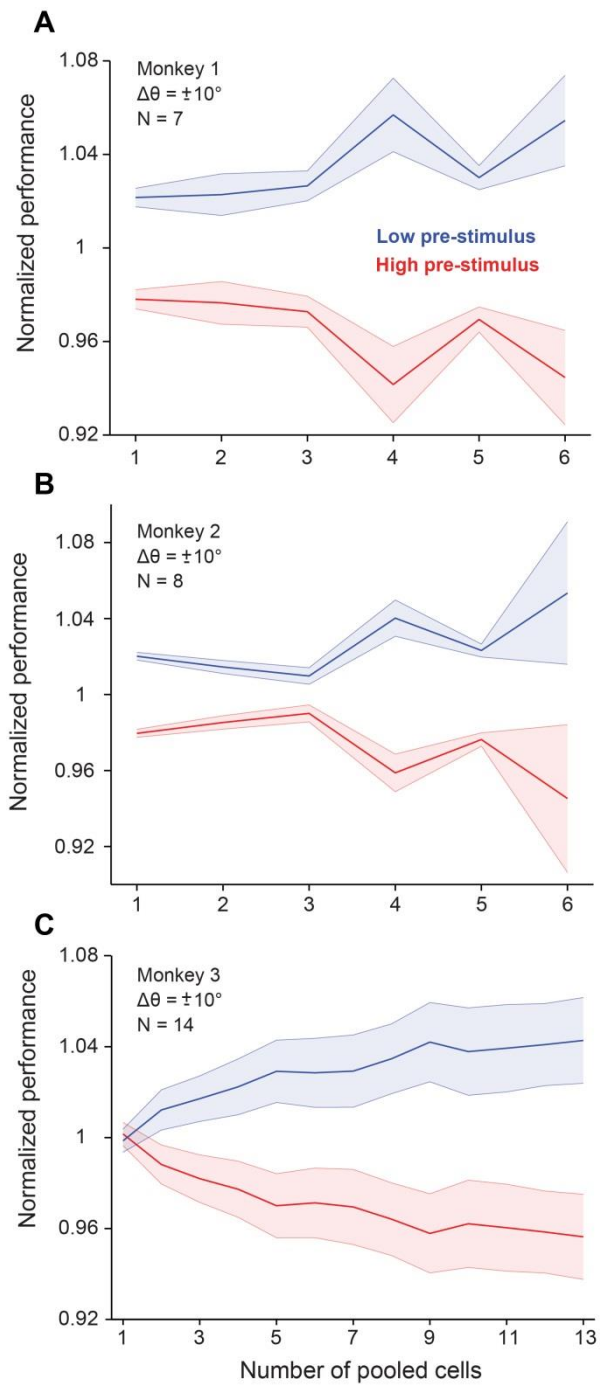 A
Normalized performance
1.08
1.04
1
0.96
0.92
Monkey 1
Δθ = ±10°
N = 7
Low pre-stimulus
High pre-stimulus
1 2 3 4 5 6
B
Normalized performance
1.08
1.04
1
0.96
0.92
Monkey 2
Δθ = ±10°
N = 8
1 2 3 4 5 6
C
Normalized performance
1.08
1.04
1
0.96
0.92
Monkey 3
Δθ = ±10°
N = 14
1 3 5 7 9 11 13
Number of pooled cells